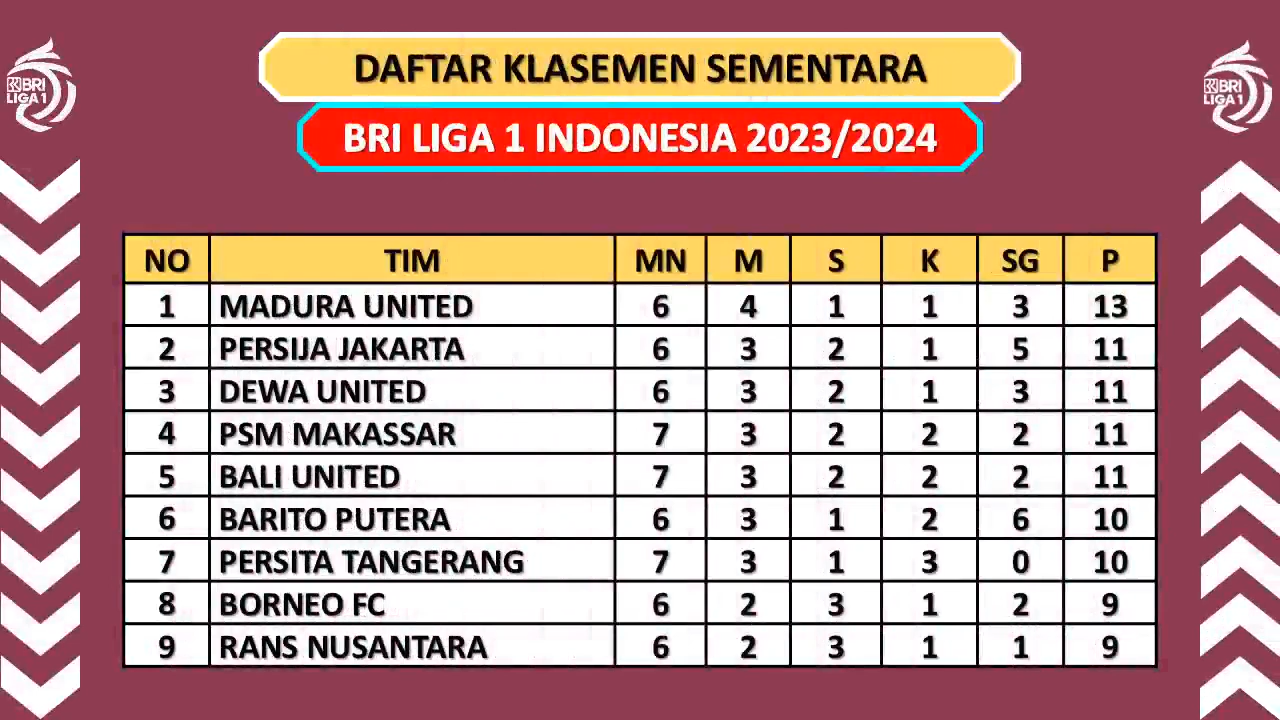 BRI
LIGA 1
DAFTAR KLASEMEN SEMENTARA
BRI LIGA 1 INDONESIA 2023/2024
BRI
LIGA 1
NO TIM MN M S K SG P
1 MADURA UNITED 6 4 1 1 3 13
2 PERSIJA JAKARTA 6 3 2 1 5 11
3 DEWA UNITED 6 3 2 1 3 11
4 PSM MAKASSAR 7 3 2 2 2 11
5 BALI UNITED 7 3 2 2 2 11
6 BARITO PUTERA 6 3 1 2 6 10
7 PERSITA TANGERANG 7 3 1 3 0 10
8 BORNEO FC 6 2 3 1 2 9
9 RANS NUSANTARA 6 2 3 1 1 9